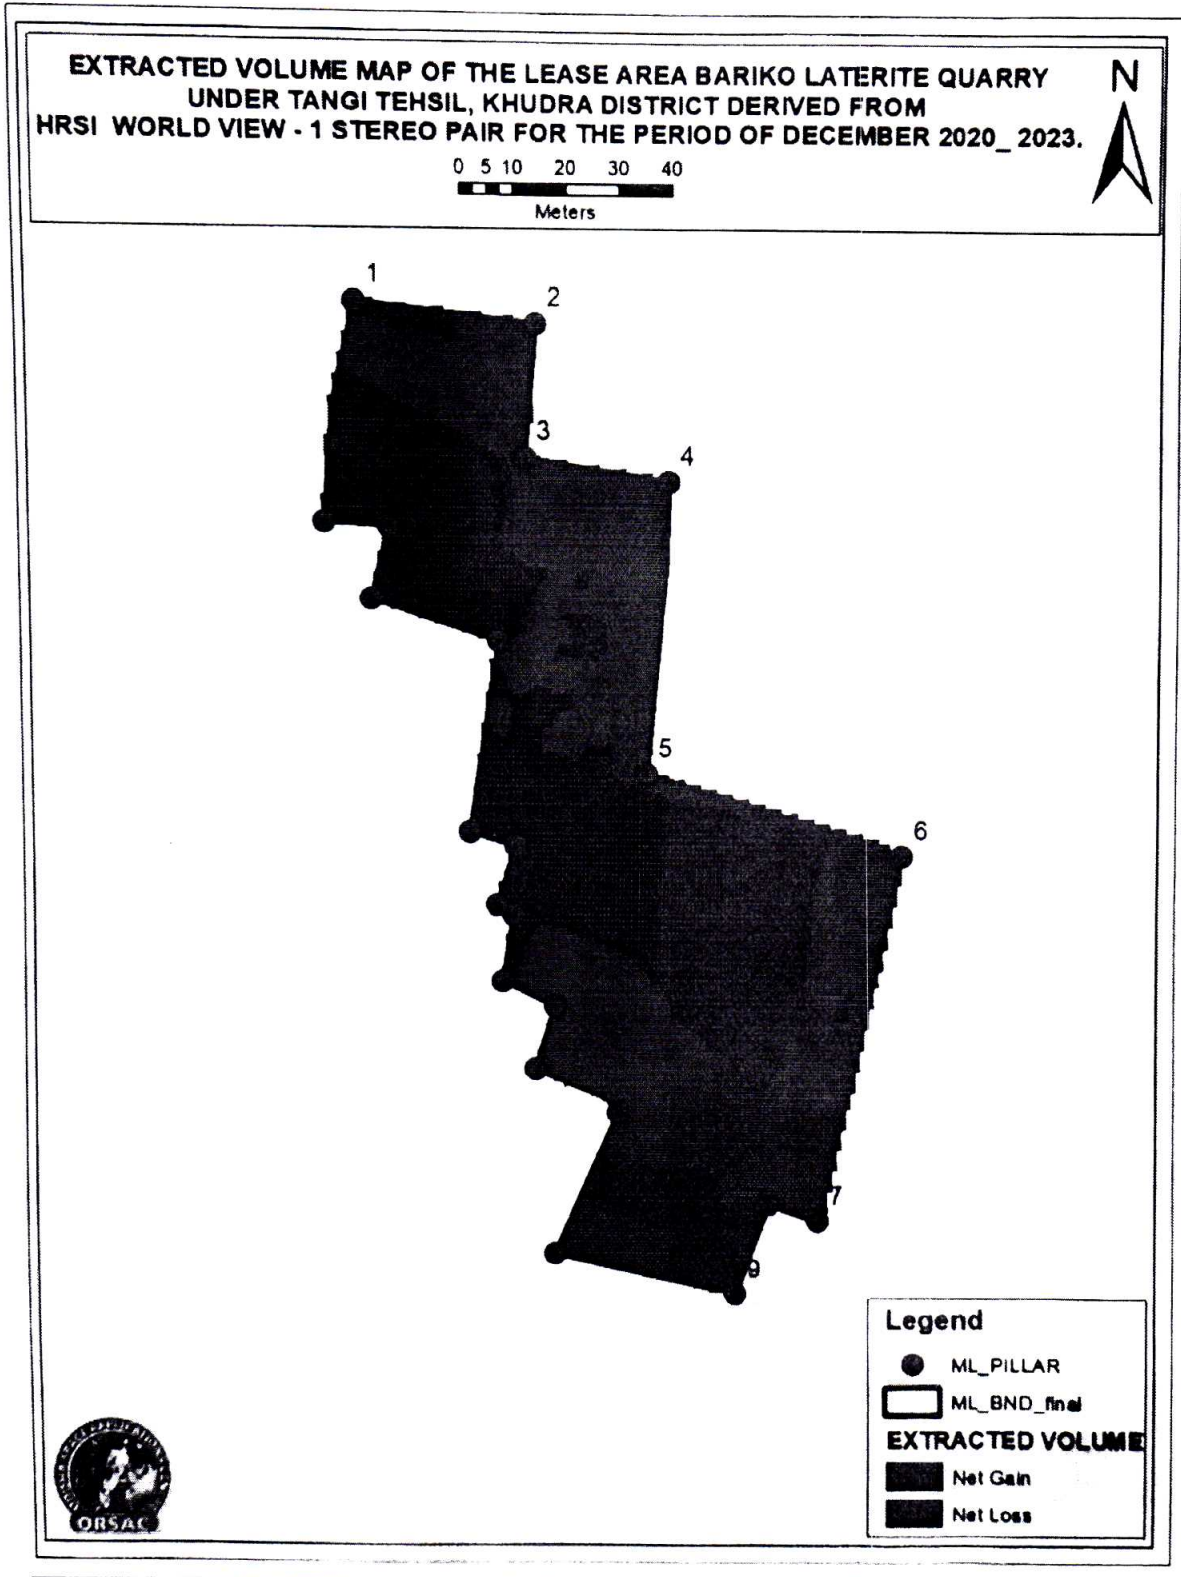 EXTRACTED VOLUME MAP OF THE LEASE AREA BARIKO LATERITE QUARRY
UNDER TANGI TEHSIL, KHUDRA DISTRICT DERIVED FROM
HRSI WORLD VIEW - 1 STEREO PAIR FOR THE PERIOD OF DECEMBER 2020_ 2023.
N
0 5 10 20 30 40
Meters
1
2
3
4
5
6
7
9
Legend
ML_PILLAR
ML_BND_final
EXTRACTED VOLUME
Net Gain
Net Loss
ORSAC